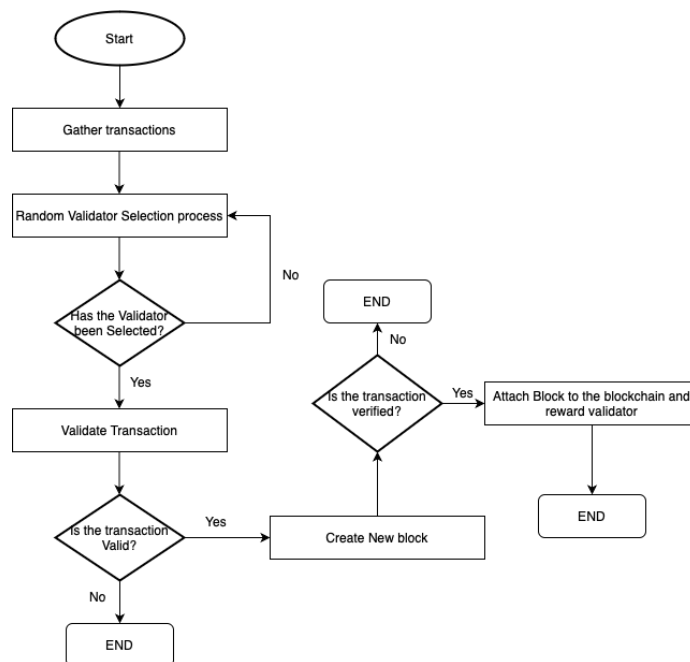 Start
Gather transactions
Random Validator Selection process
No
Has the Validator
been Selected?
Yes
Validate Transaction
Is the transaction
Valid?
No
END
Yes
Create New block
Is the transaction
verified?
No
END
Yes
Attach Block to the blockchain and
reward validator
END